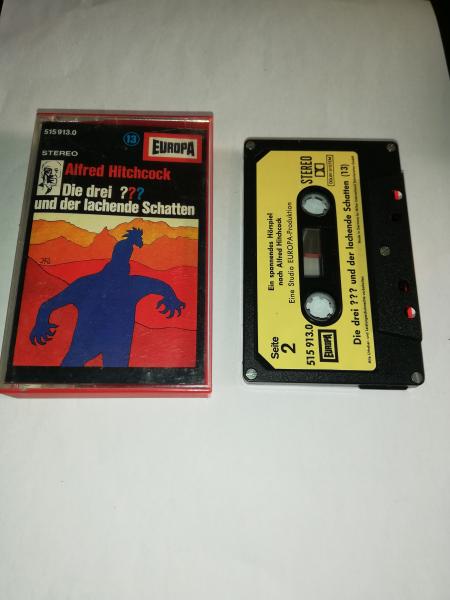 515 913.0
13
EUROPA
STEREO
Alfred Hitchcock
Die drei ???
und der lachende Schatten
Ein spannendes Hörspiel
nach Alfred Hitchcock
Eine Studio EUROPA-Produktion
STEREO
Seite
2
515 913.0
EUROPA
Die drei ??? und der lachende Schatten (13)